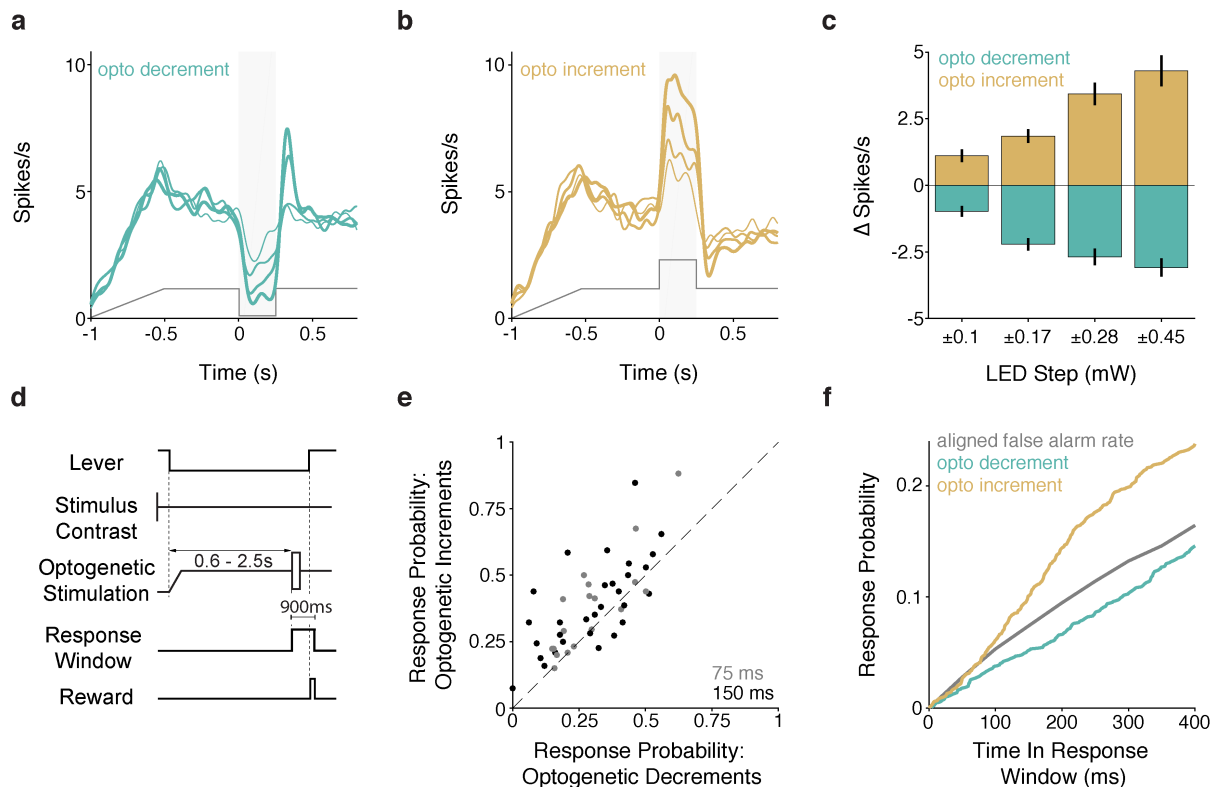 a
opto decrement
10
5
0
Spikes/s
-1
-0.5
0
0.5
Time (s)
b
opto increment
10
5
0
Spikes/s
-1
-0.5
0
0.5
Time (s)
c
opto decrement
opto increment
5
2.5
0
-2.5
-5
Δ Spikes/s
±0.1
±0.17
±0.28
±0.45
LED Step (mW)
d
Lever
Stimulus
Contrast
Optogenetic
Stimulation
0.6 - 2.5s
900ms
Response
Window
Reward
e
Response Probability:
Optogenetic Increments
1
0.75
0.5
0.25
0
75 ms
150 ms
0
0.25
0.5
0.75
1
Response Probability:
Optogenetic Decrements
f
aligned false alarm rate
opto decrement
opto increment
Response Probability
0.2
0.1
0
0
100
200
300
400
Time In Response
Window (ms)